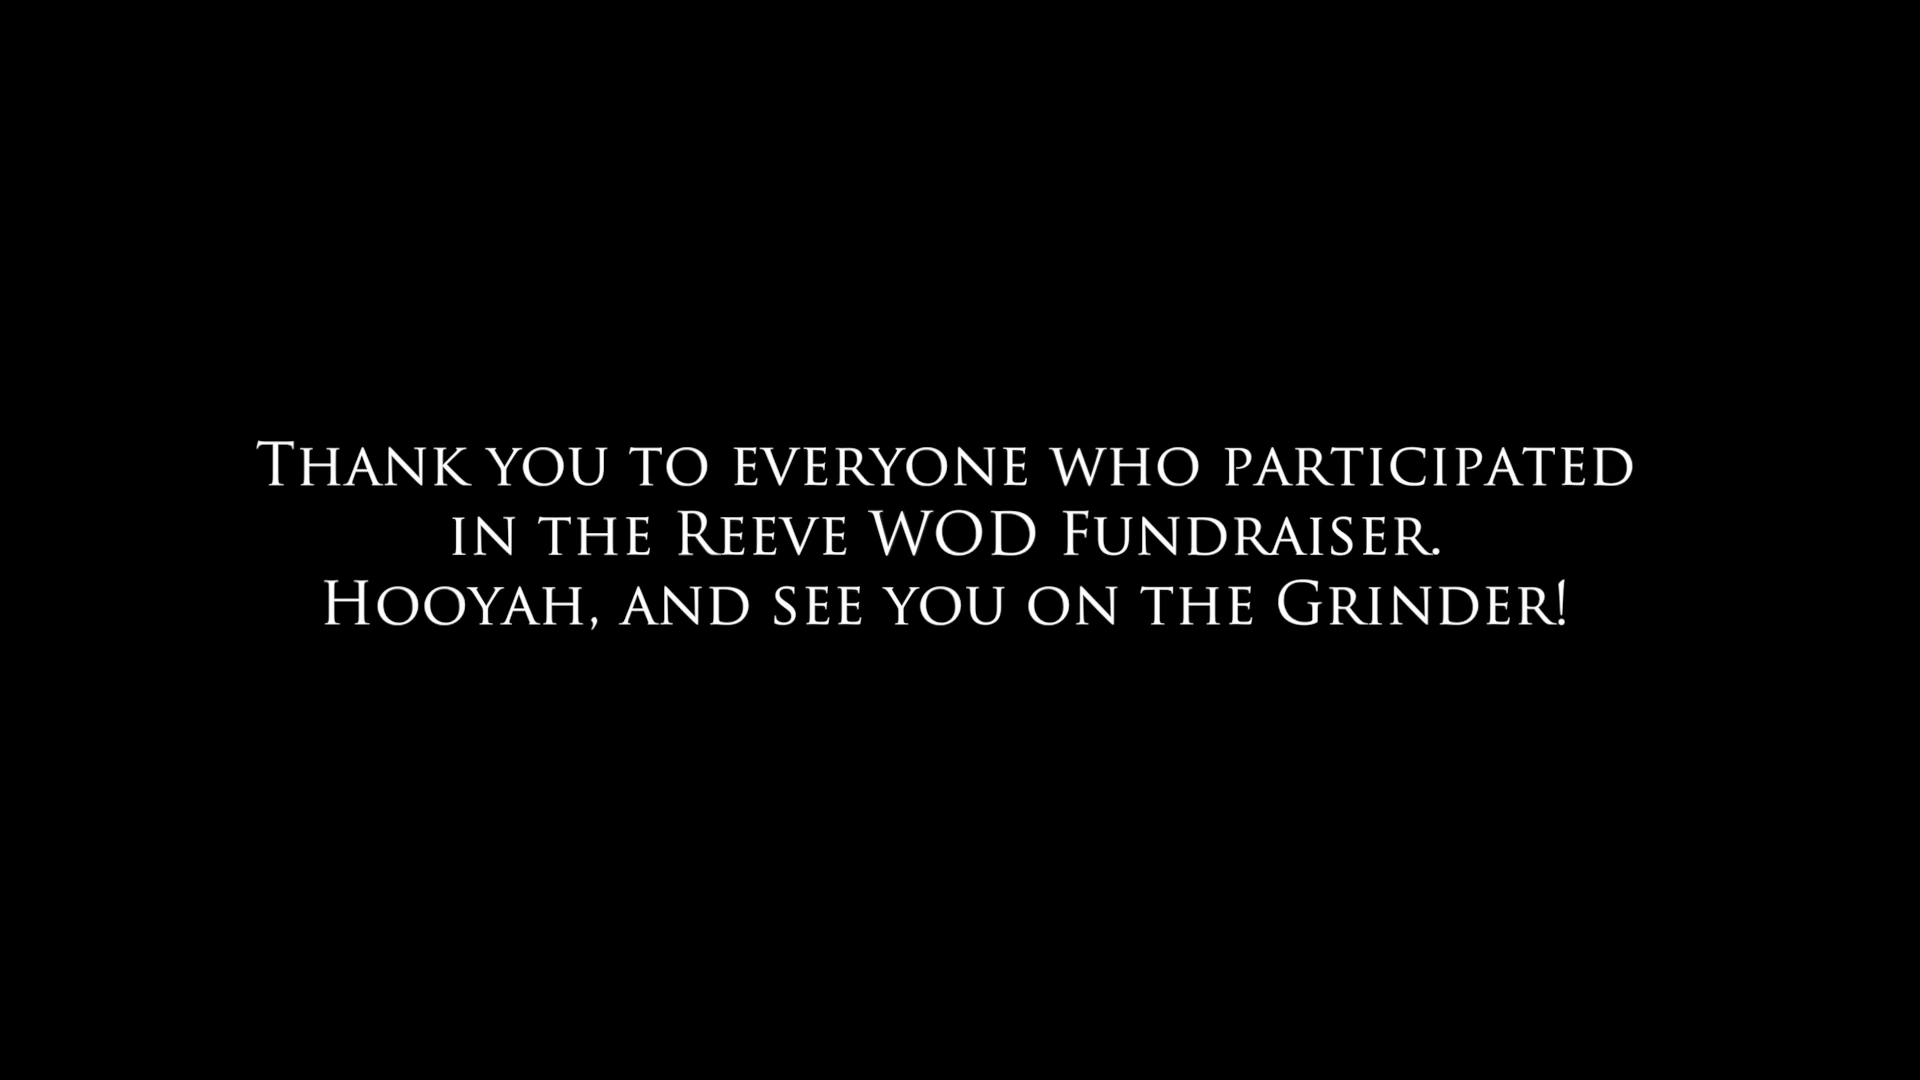 Thank you to everyone who participated
in the Reeve WOD Fundraiser.
Hooyah, and see you on the Grinder!